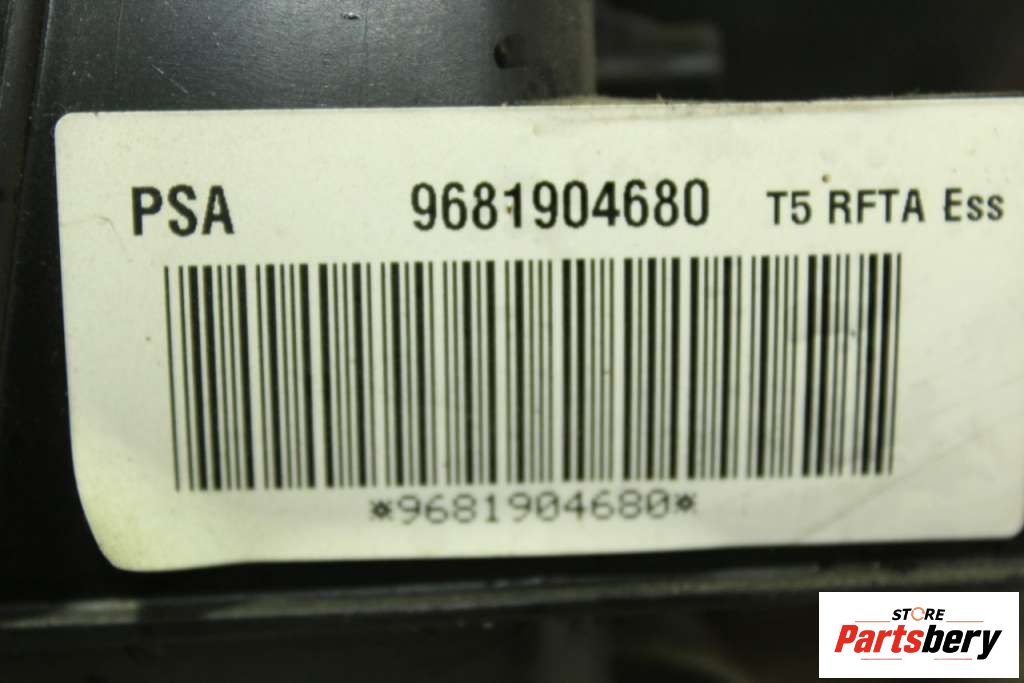 PSA 9681904680 T5 RFTA Ess
*9681904680*
STORE
Partsbery